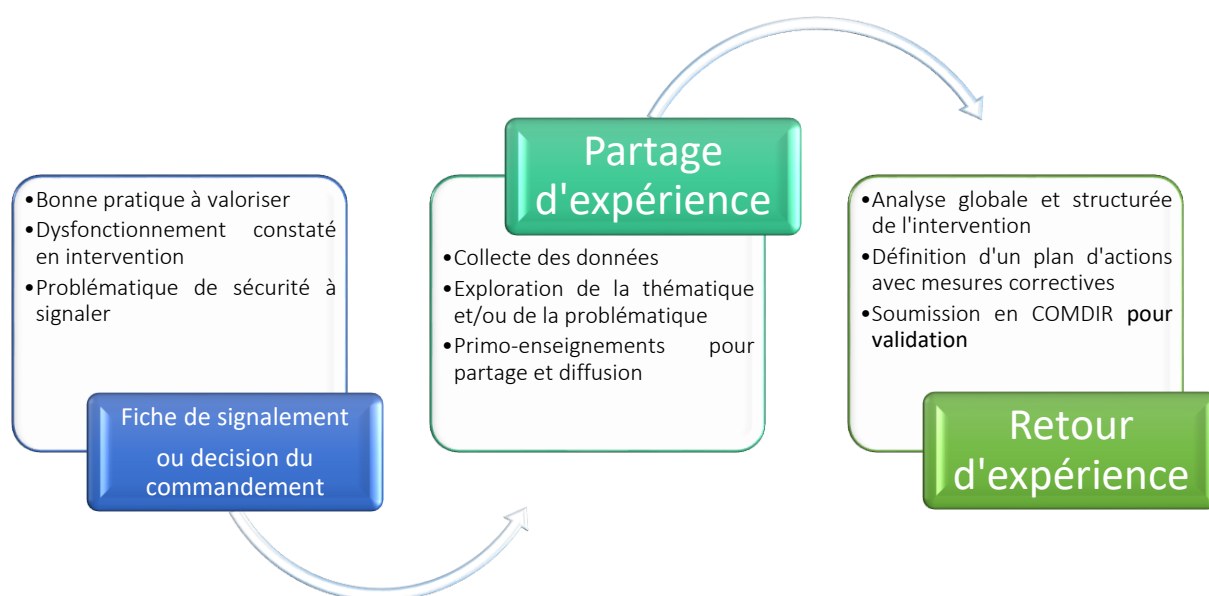 •Bonne pratique à valoriser
•Dysfonctionnement constaté
en intervention
•Problématique de sécurité à
signaler
Fiche de signalement
ou decision du
commandement
Partage
d'expérience
•Collecte des données
•Exploration de la thématique
et/ou de la problématique
•Primo-enseignements pour
partage et diffusion
•Analyse globale et structurée
de l'intervention
•Définition d'un plan d'actions
avec mesures correctives
•Soumission en COMDIR pour
validation
Retour
d'expérience